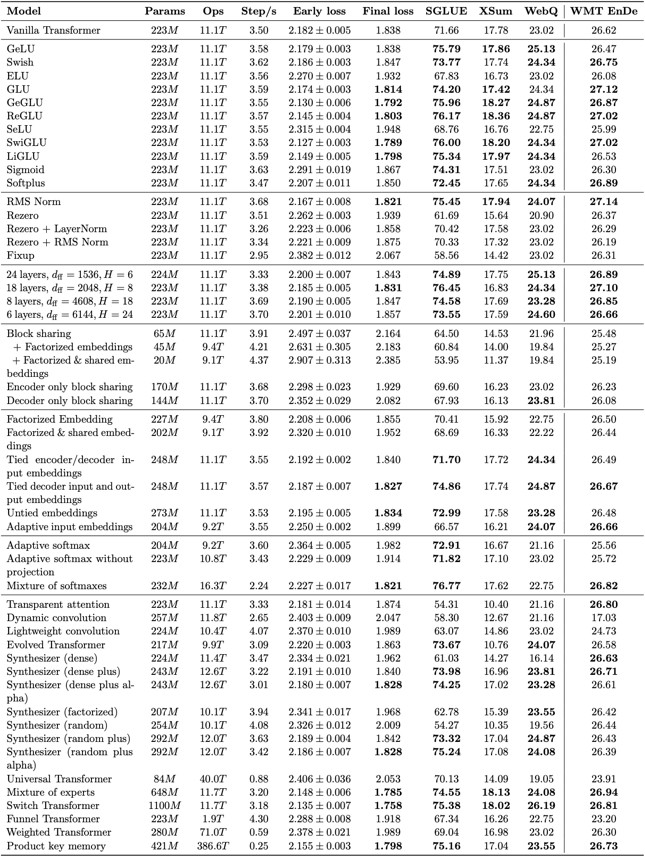 Model Params Ops Step/s Early loss Final loss SGLUE XSum WebQ WMT EnDe
Vanilla Transformer 223M 11.1T 3.50 2.182 ± 0.005 1.838 71.66 17.78 23.02 26.62
GeLU 223M 11.1T 3.58 2.179 ± 0.003 1.838 75.79 17.86 25.13 26.47
Swish 223M 11.1T 3.62 2.186 ± 0.003 1.847 73.77 17.74 24.34 26.75
ELU 223M 11.1T 3.56 2.270 ± 0.007 1.932 67.83 16.73 23.02 26.08
GLU 223M 11.1T 3.59 2.174 ± 0.003 1.814 74.20 17.42 24.34 27.12
GeGLU 223M 11.1T 3.55 2.130 ± 0.006 1.792 75.96 18.27 24.87 26.87
ReGLU 223M 11.1T 3.57 2.145 ± 0.004 1.803 76.17 18.36 24.87 27.02
SeLU 223M 11.1T 3.55 2.315 ± 0.004 1.948 68.76 16.76 22.75 25.99
SwiGLU 223M 11.1T 3.53 2.127 ± 0.003 1.789 76.00 18.20 24.34 27.02
LiGLU 223M 11.1T 3.59 2.149 ± 0.005 1.798 75.34 17.97 24.34 26.53
Sigmoid 223M 11.1T 3.63 2.291 ± 0.019 1.867 74.31 17.51 23.02 26.30
Softplus 223M 11.1T 3.47 2.207 ± 0.011 1.850 72.45 17.65 24.34 26.89
RMS Norm 223M 11.1T 3.68 2.167 ± 0.008 1.821 75.45 17.94 24.07 27.14
Rezero 223M 11.1T 3.51 2.262 ± 0.003 1.939 61.69 15.64 20.90 26.37
Rezero + LayerNorm 223M 11.1T 3.26 2.223 ± 0.006 1.858 70.42 17.58 23.02 26.29
Rezero + RMS Norm 223M 11.1T 3.34 2.221 ± 0.009 1.875 70.33 17.32 23.02 26.19
Fixup 223M 11.1T 2.95 2.382 ± 0.012 2.067 58.56 14.42 23.02 26.31
24 layers, dff = 1536, H = 6 224M 11.1T 3.33 2.200 ± 0.007 1.843 74.89 17.75 25.13 26.89
18 layers, dff = 2048, H = 8 223M 11.1T 3.38 2.185 ± 0.005 1.831 76.45 16.83 24.34 27.10
8 layers, dff = 4608, H = 18 223M 11.1T 3.69 2.190 ± 0.005 1.847 74.58 17.69 23.28 26.85
6 layers, dff = 6144, H = 24 223M 11.1T 3.70 2.201 ± 0.010 1.857 73.55 17.59 24.60 26.66
Block sharing 65M 11.1T 3.91 2.497 ± 0.037 2.164 64.50 14.53 21.96 25.48
+ Factorized embeddings 45M 9.4T 4.21 2.631 ± 0.305 2.183 60.84 14.00 19.84 25.27
+ Factorized & shared em- 20M 9.1T 4.37 2.907 ± 0.313 2.385 53.95 11.37 19.84 25.19
beddings
Encoder only block sharing 170M 11.1T 3.68 2.298 ± 0.023 1.929 69.60 16.23 23.02 26.23
Decoder only block sharing 144M 11.1T 3.70 2.352 ± 0.029 2.082 67.93 16.13 23.81 26.08
Factorized Embedding 227M 9.4T 3.80 2.208 ± 0.006 1.855 70.41 15.92 22.75 26.50
Factorized & shared embed- 202M 9.1T 3.92 2.320 ± 0.010 1.952 68.69 16.33 22.22 26.44
dings
Tied encoder/decoder in- 248M 11.1T 3.55 2.192 ± 0.002 1.840 71.70 17.72 24.34 26.49
put embeddings
Tied decoder input and out- 248M 11.1T 3.57 2.187 ± 0.007 1.827 74.86 17.74 24.87 26.67
put embeddings
Untied embeddings 273M 11.1T 3.53 2.195 ± 0.005 1.834 72.99 17.58 23.28 26.48
Adaptive input embeddings 204M 9.2T 3.55 2.250 ± 0.002 1.899 66.57 16.21 24.07 26.66
Adaptive softmax 204M 9.2T 3.60 2.364 ± 0.005 1.982 72.91 16.67 21.16 25.56
Adaptive softmax without 223M 10.8T 3.43 2.229 ± 0.009 1.914 71.82 17.10 23.02 25.72
projection
Mixture of softmaxes 232M 16.3T 2.24 2.227 ± 0.017 1.821 76.77 17.62 22.75 26.82
Transparent attention 223M 11.1T 3.33 2.181 ± 0.014 1.874 54.31 10.40 21.16 26.80
Dynamic convolution 257M 11.8T 2.65 2.403 ± 0.009 2.047 58.30 12.67 21.16 17.03
Lightweight convolution 224M 10.4T 4.07 2.370 ± 0.010 1.989 63.07 14.86 23.02 24.73
Evolved Transformer 217M 9.9T 3.09 2.220 ± 0.003 1.863 73.67 10.76 24.07 26.58
Synthesizer (dense) 224M 11.4T 3.47 2.334 ± 0.021 1.962 61.03 14.27 16.14 26.63
Synthesizer (dense plus) 243M 12.6T 3.22 2.191 ± 0.010 1.840 73.98 16.96 23.81 26.71
Synthesizer (dense plus al- 243M 12.6T 3.01 2.180 ± 0.007 1.828 74.25 17.02 23.28 26.61
pha)
Synthesizer (factorized) 207M 10.1T 3.94 2.341 ± 0.017 1.968 62.78 15.39 23.55 26.42
Synthesizer (random) 254M 10.1T 4.08 2.326 ± 0.012 2.009 54.27 10.35 19.56 26.44
Synthesizer (random plus) 292M 12.0T 3.63 2.189 ± 0.004 1.842 73.32 17.04 24.87 26.43
Synthesizer (random plus 292M 12.0T 3.42 2.186 ± 0.007 1.828 75.24 17.08 24.08 26.39
alpha)
Universal Transformer 84M 40.0T 0.88 2.406 ± 0.036 2.053 70.13 14.09 19.05 23.91
Mixture of experts 648M 11.7T 3.20 2.148 ± 0.006 1.785 74.55 18.13 24.08 26.94
Switch Transformer 1100M 11.7T 3.18 2.135 ± 0.007 1.758 75.38 18.02 26.19 26.81
Funnel Transformer 223M 1.9T 4.30 2.288 ± 0.008 1.918 67.34 16.26 22.75 23.20
Weighted Transformer 280M 71.0T 0.59 2.378 ± 0.021 1.989 69.04 16.98 23.02 26.30
Product key memory 421M 386.6T 0.25 2.155 ± 0.003 1.798 75.16 17.04 23.55 26.73